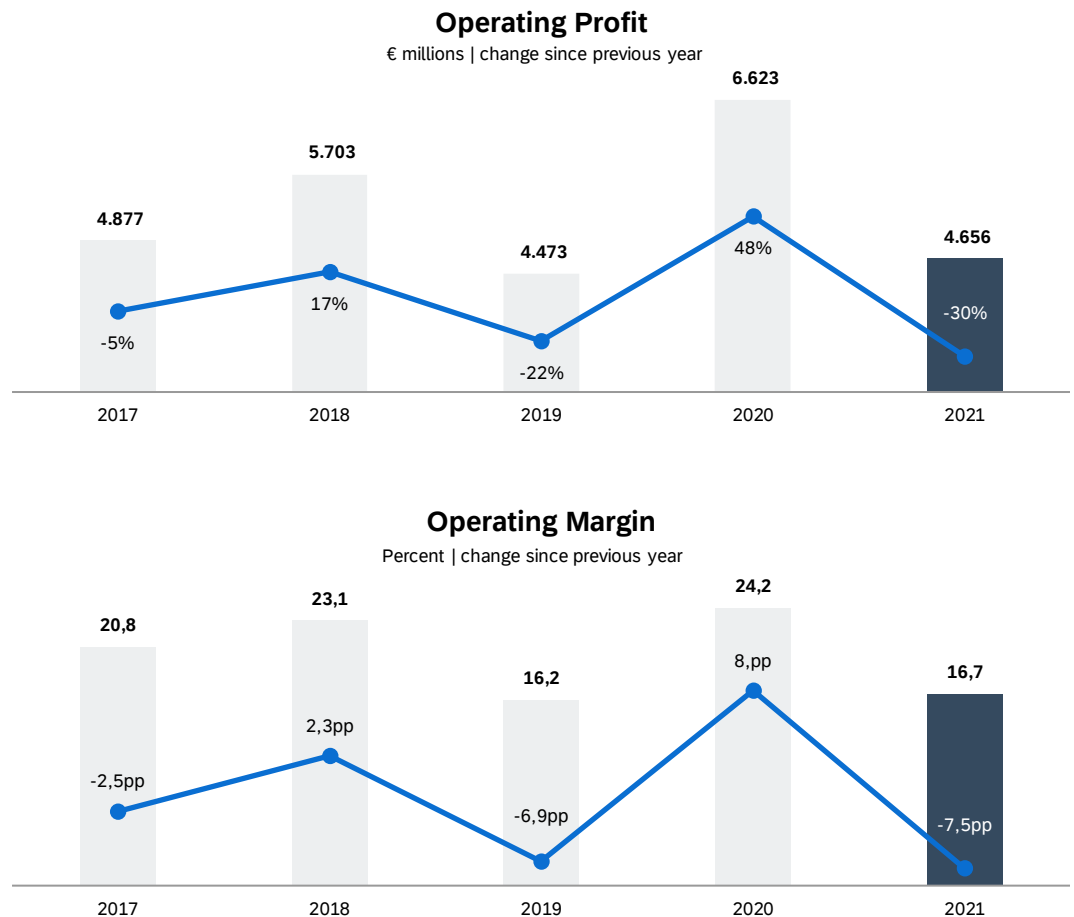 Operating Profit
€ millions | change since previous year
6.623
5.703
4.877
4.656
4.473
48%
17%
-30%
-5%
-22%
2017 2018 2019 2020 2021
Operating Margin
Percent | change since previous year
24,2
23,1
20,8
16,7
16,2
8,pp
2,3pp
-2,5pp
-6,9pp
-7,5pp
2017 2018 2019 2020 2021